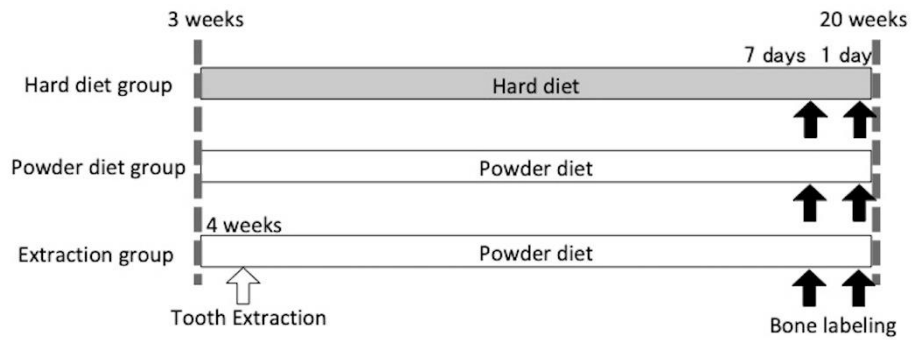 3 weeks
20 weeks
7 days 1 day
Hard diet group
Hard diet
Powder diet group
Powder diet
4 weeks
Extraction group
Powder diet
Tooth Extraction
Bone labeling